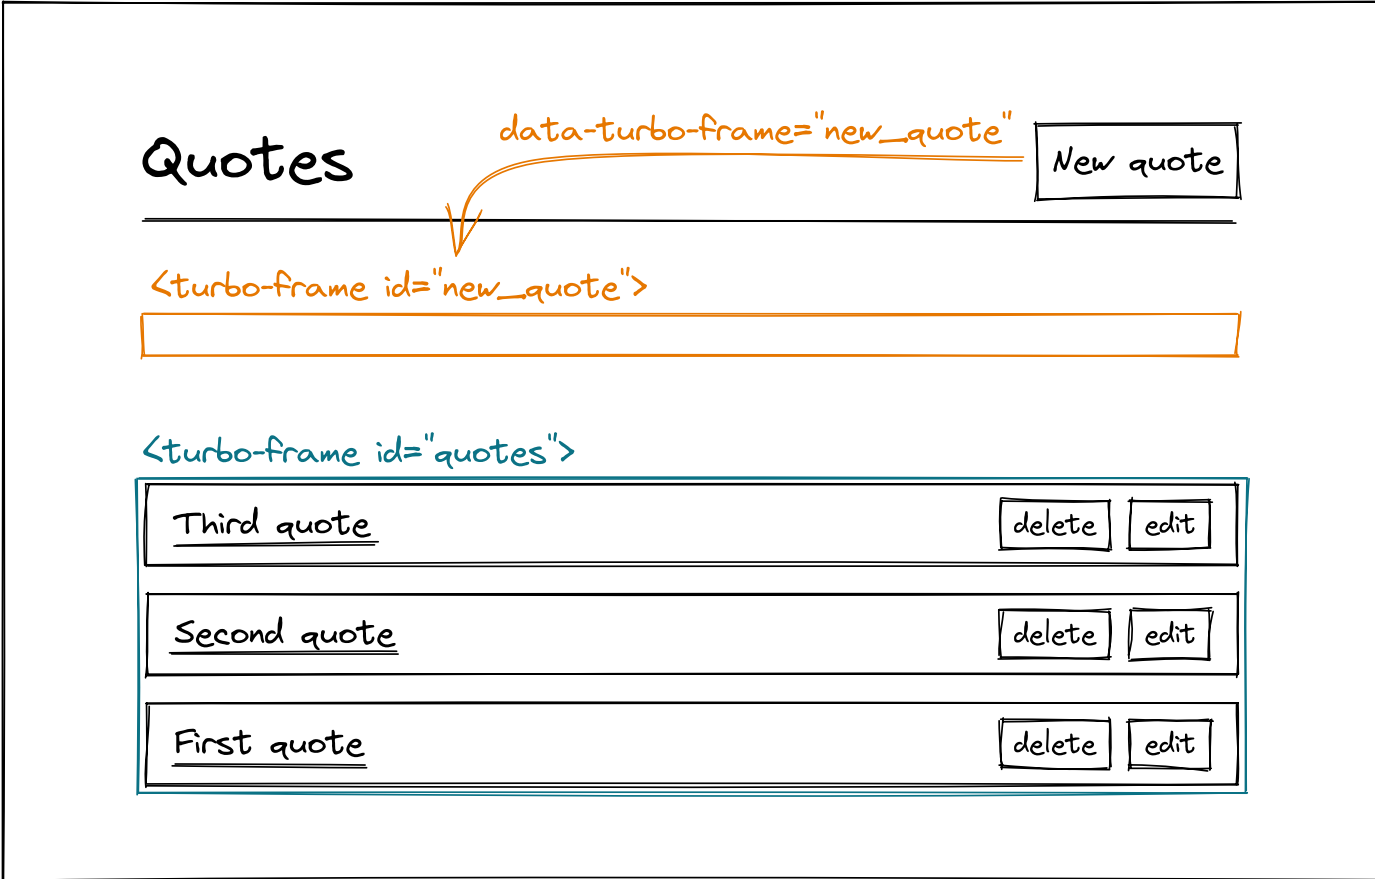 data-turbo-frame="new_quote"
Quotes
New quote
<turbo-frame id="new_quote">
<turbo-frame id="quotes">
Third quote delete edit
Second quote delete edit
First quote delete edit